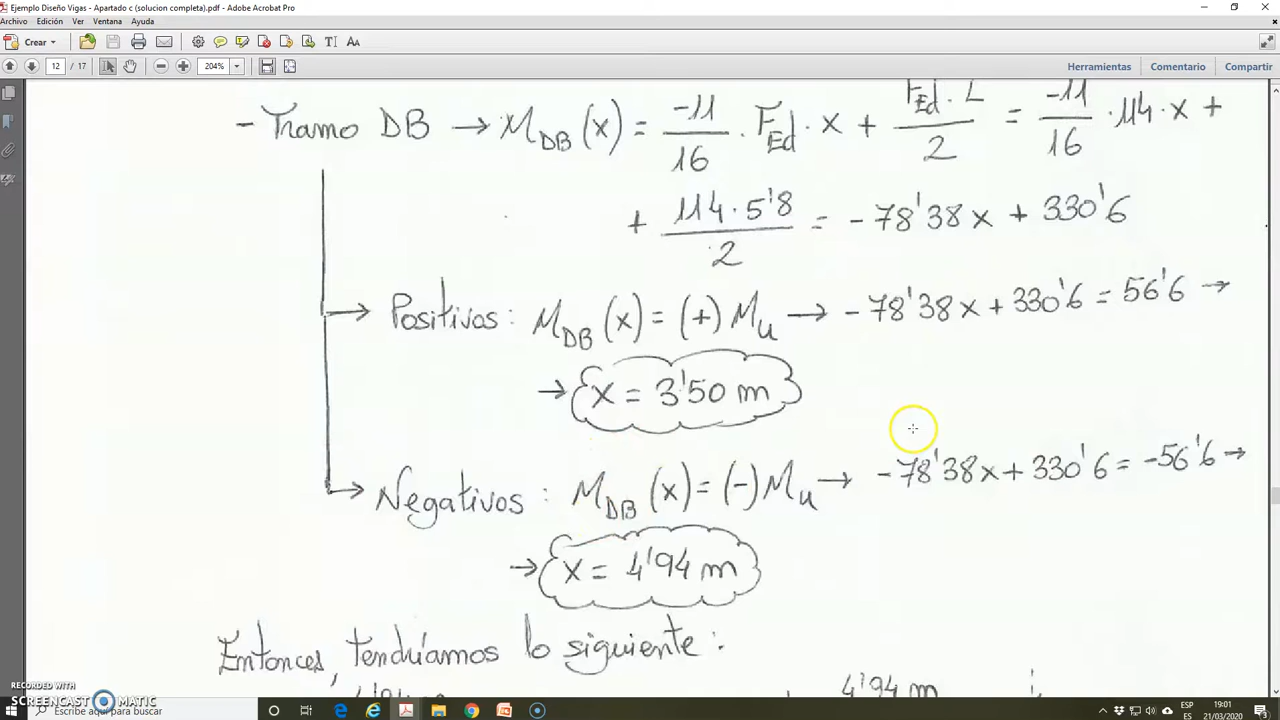 Ejemplo Diseño Vigas - Apartado c (solucion completa).pdf - Adobe Acrobat Pro
Archivo Edición Ver Ventana Ayuda
Crear
12 / 17 204% Herramientas Comentario Compartir
- Tramo DB → M_DB (x) = -11/16 · F_Ed · x + F_Ed · L/2 = -11/16 · 114 · x +
+ 114 · 5'8/2 = - 78'38 x + 330'6
→ Positivos : M_DB (x) = (+) M_u → - 78'38 x + 330'6 = 56'6 →
→ x = 3'50 m
→ Negativos : M_DB (x) = (-) M_u → - 78'38 x + 330'6 = -56'6 →
→ x = 4'94 m
Entonces, tendríamos lo siguiente :
4'94 m
RECORDED WITH
SCREENCAST MATIC
Escribe aquí para buscar
ESP 19:01
ES 21/03/2020